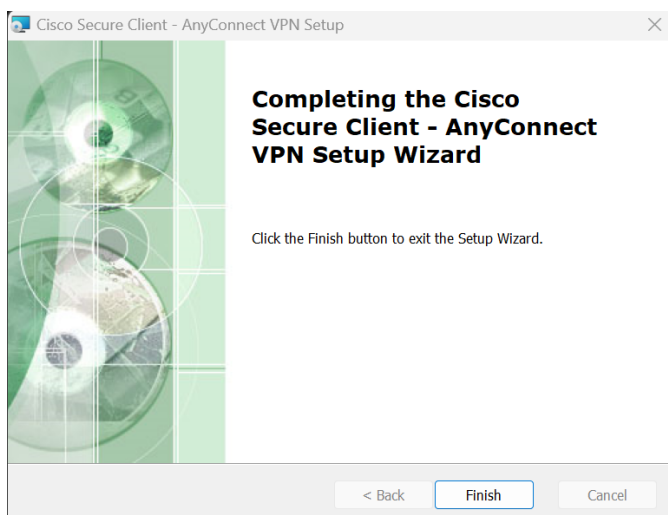 Cisco Secure Client - AnyConnect VPN Setup
Completing the Cisco
Secure Client - AnyConnect
VPN Setup Wizard
Click the Finish button to exit the Setup Wizard.
< Back Finish Cancel